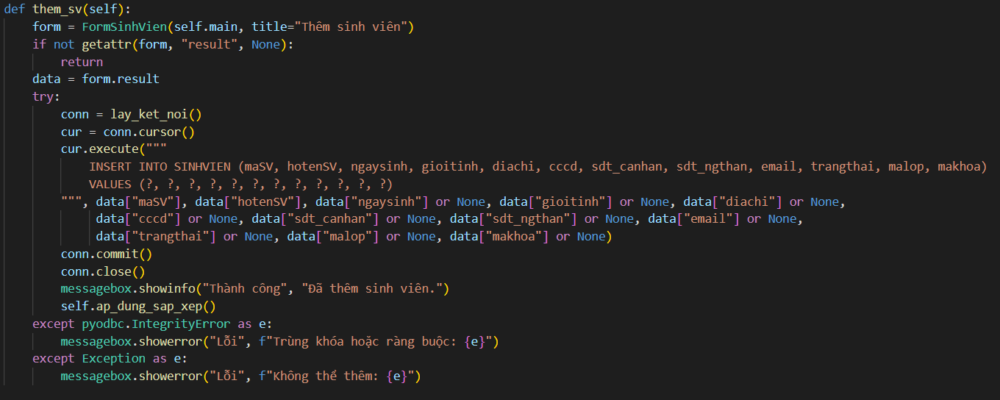 def them_sv(self):
    form = FormSinhVien(self.main, title="Thêm sinh viên")
    if not getattr(form, "result", None):
        return
    data = form.result
    try:
        conn = lay_ket_noi()
        cur = conn.cursor()
        cur.execute("""
            INSERT INTO SINHVIEN (maSV, hotenSV, ngaysinh, gioitinh, diachi, cccd, sdt_canhan, sdt_ngthan, email, trangthai, malop, makhoa)
            VALUES (?, ?, ?, ?, ?, ?, ?, ?, ?, ?, ?, ?)
        """, data["maSV"], data["hotenSV"], data["ngaysinh"] or None, data["gioitinh"] or None, data["diachi"] or None,
             data["cccd"] or None, data["sdt_canhan"] or None, data["sdt_ngthan"] or None, data["email"] or None,
             data["trangthai"] or None, data["malop"] or None, data["makhoa"] or None)
        conn.commit()
        conn.close()
        messagebox.showinfo("Thành công", "Đã thêm sinh viên.")
        self.ap_dung_sap_xep()
    except pyodbc.IntegrityError as e:
        messagebox.showerror("Lỗi", f"Trùng khóa hoặc ràng buộc: {e}")
    except Exception as e:
        messagebox.showerror("Lỗi", f"Không thể thêm: {e}")